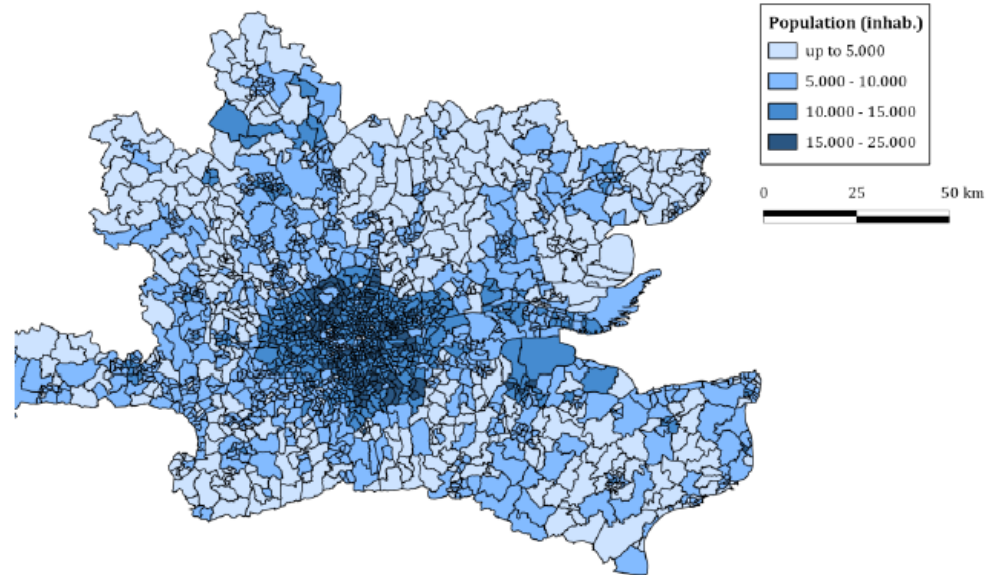 Population (inhab.)
up to 5.000
5.000 - 10.000
10.000 - 15.000
15.000 - 25.000
0 25 50 km